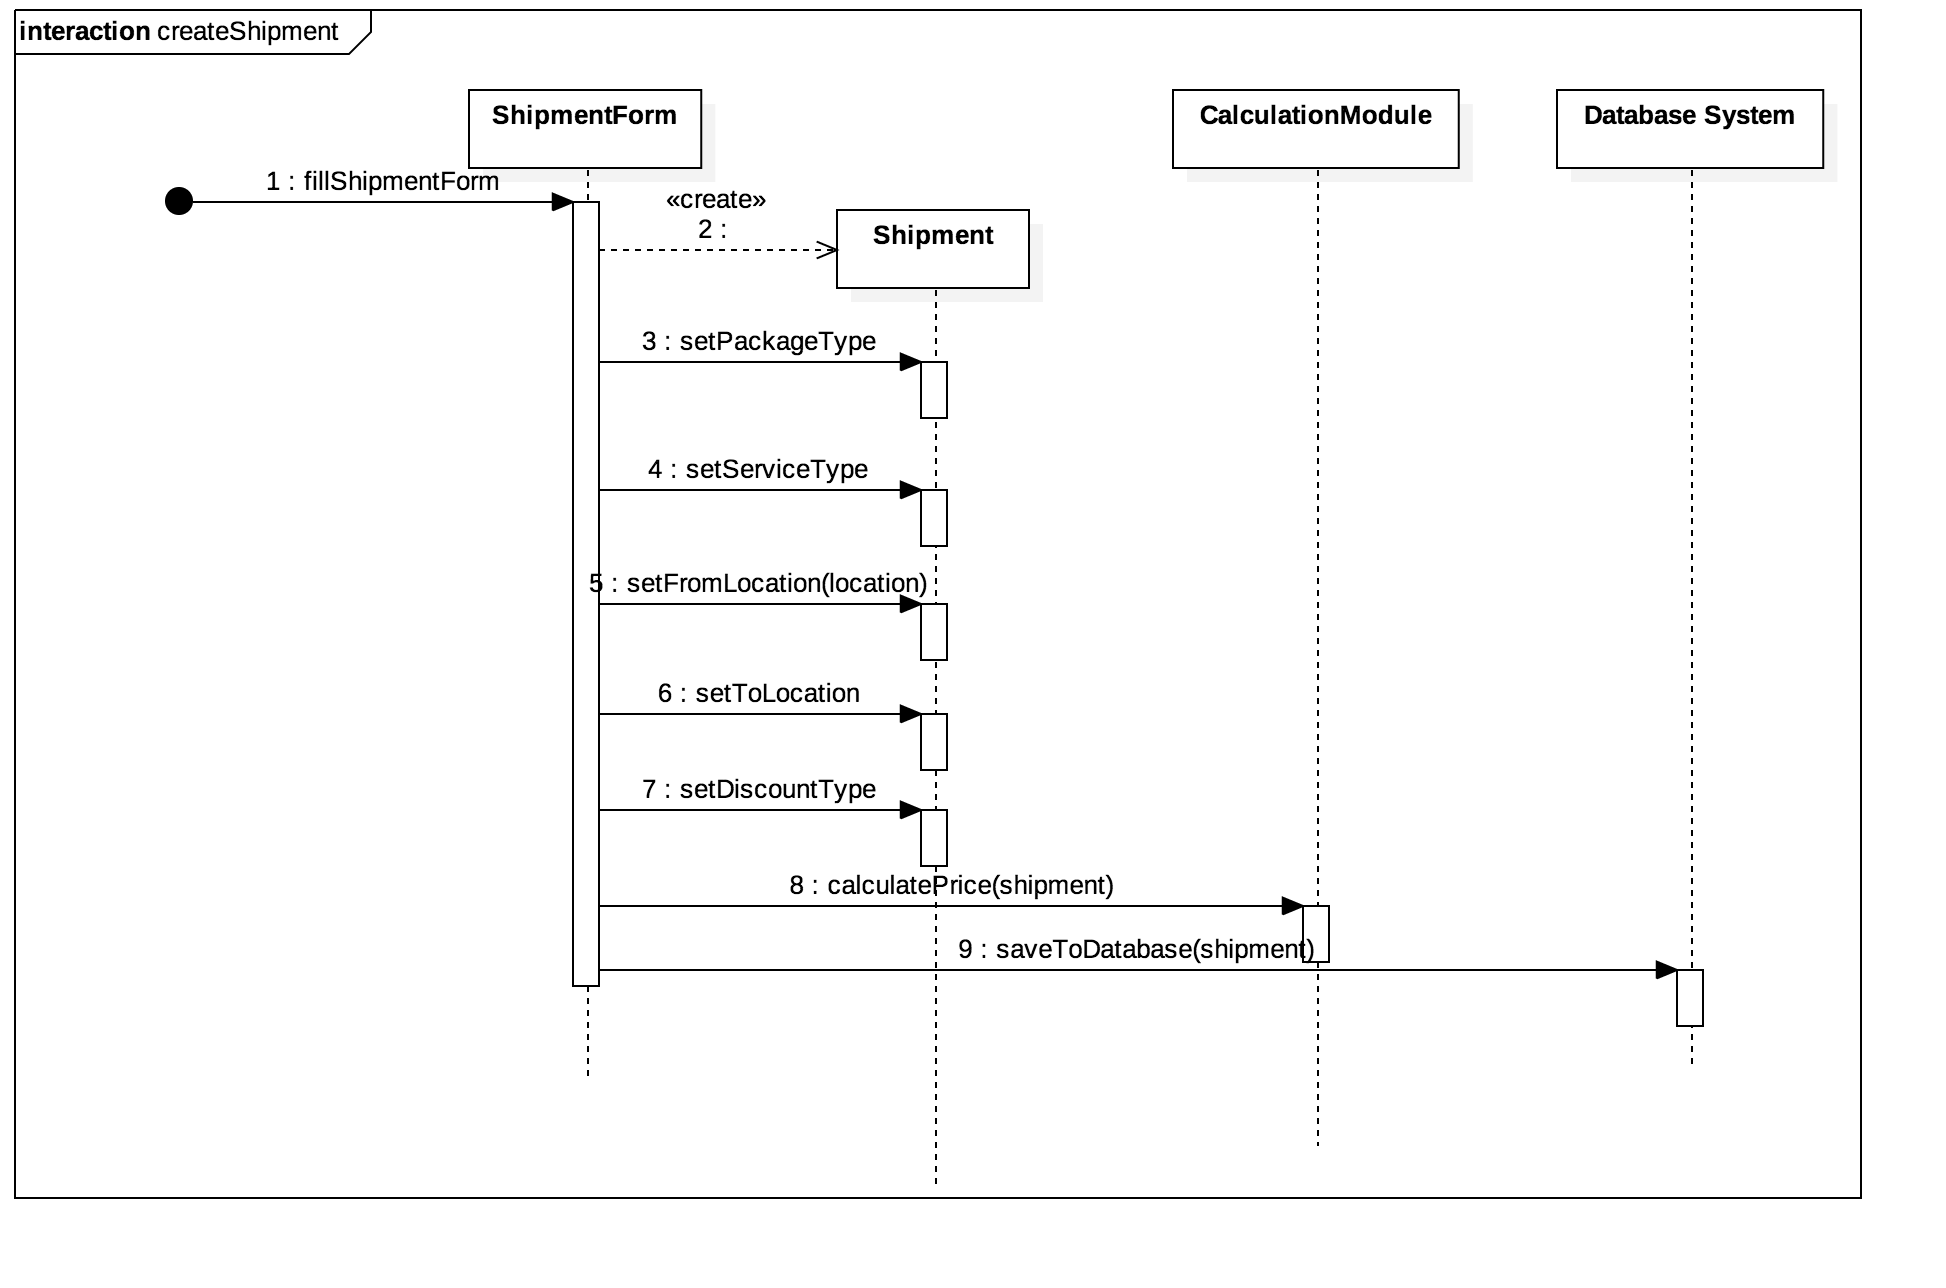 interaction createShipment
ShipmentForm
CalculationModule
Database System
1 : fillShipmentForm
«create»
2 :
Shipment
3 : setPackageType
4 : setServiceType
5 : setFromLocation(location)
6 : setToLocation
7 : setDiscountType
8 : calculatePrice(shipment)
9 : saveToDatabase(shipment)